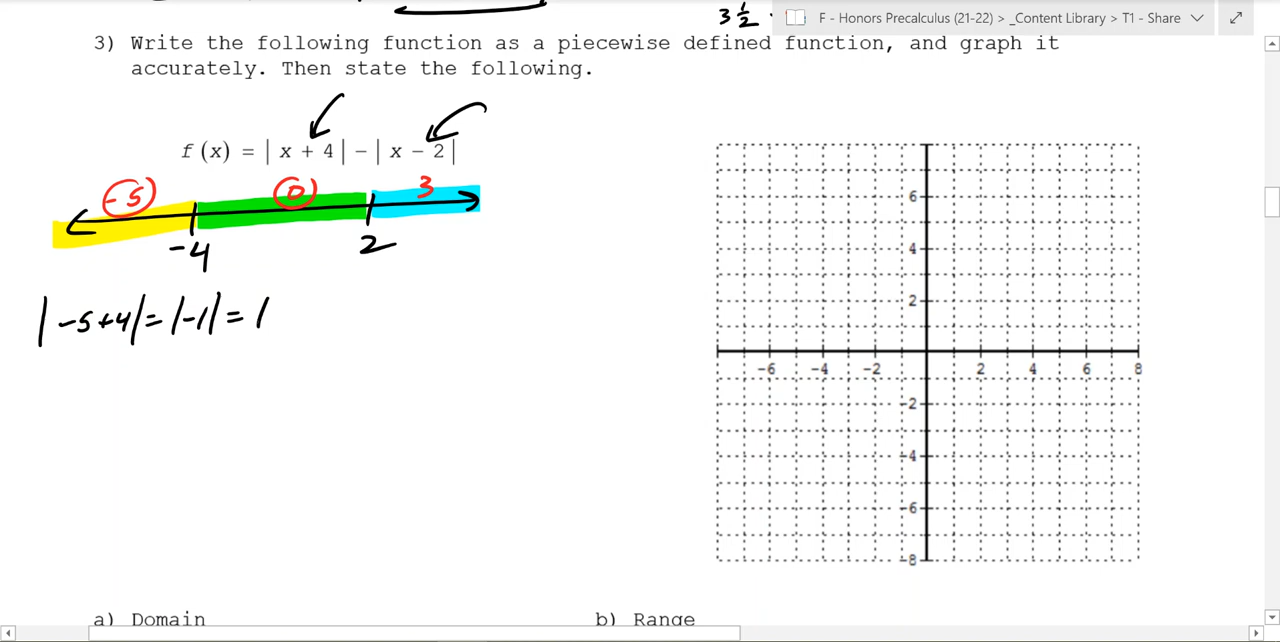 3 ½
F - Honors Precalculus (21-22) > _Content Library > T1 - Share
3) Write the following function as a piecewise defined function, and graph it
accurately. Then state the following.
f (x) = | x + 4| - | x - 2|
-5 0 3
-4 2
|-5+4| = |-1| = 1
6
4
2
-6 -4 -2 2 4 6 8
-2
-4
-6
-8
a) Domain b) Range